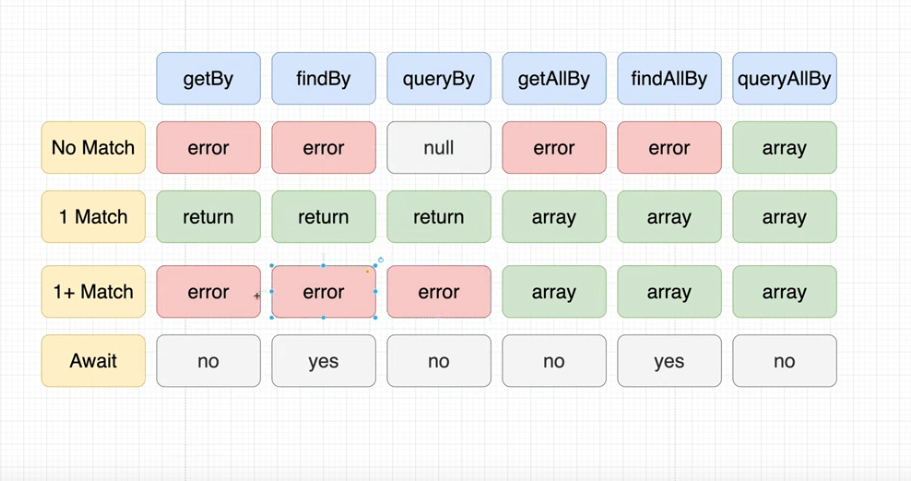 getBy findBy queryBy getAllBy findAllBy queryAllBy
No Match error error null error error array
1 Match return return return array array array
1+ Match error error error array array array
Await no yes no no yes no